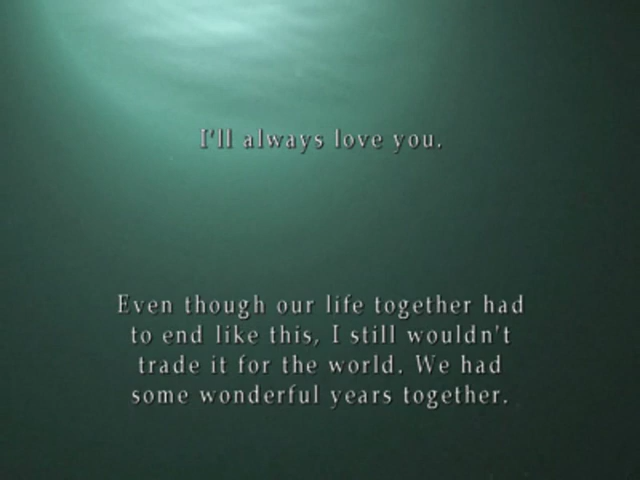 I'll always love you.
Even though our life together had
to end like this, I still wouldn't
trade it for the world. We had
some wonderful years together.